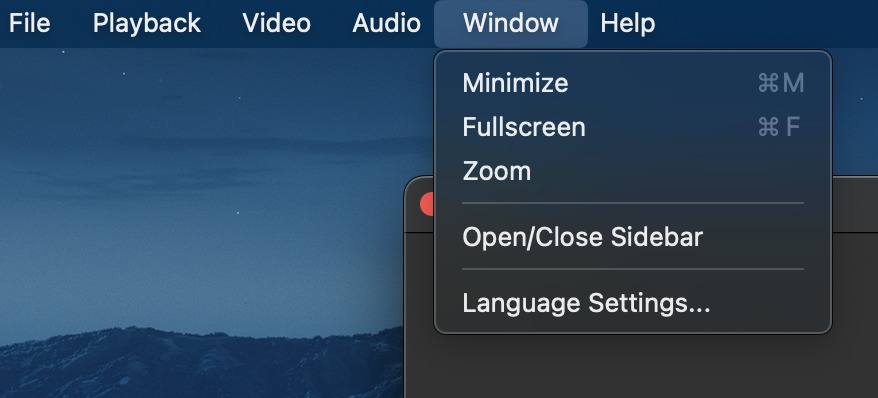 File Playback Video Audio Window Help
Minimize ⌘M
Fullscreen ⌘F
Zoom
Open/Close Sidebar
Language Settings...